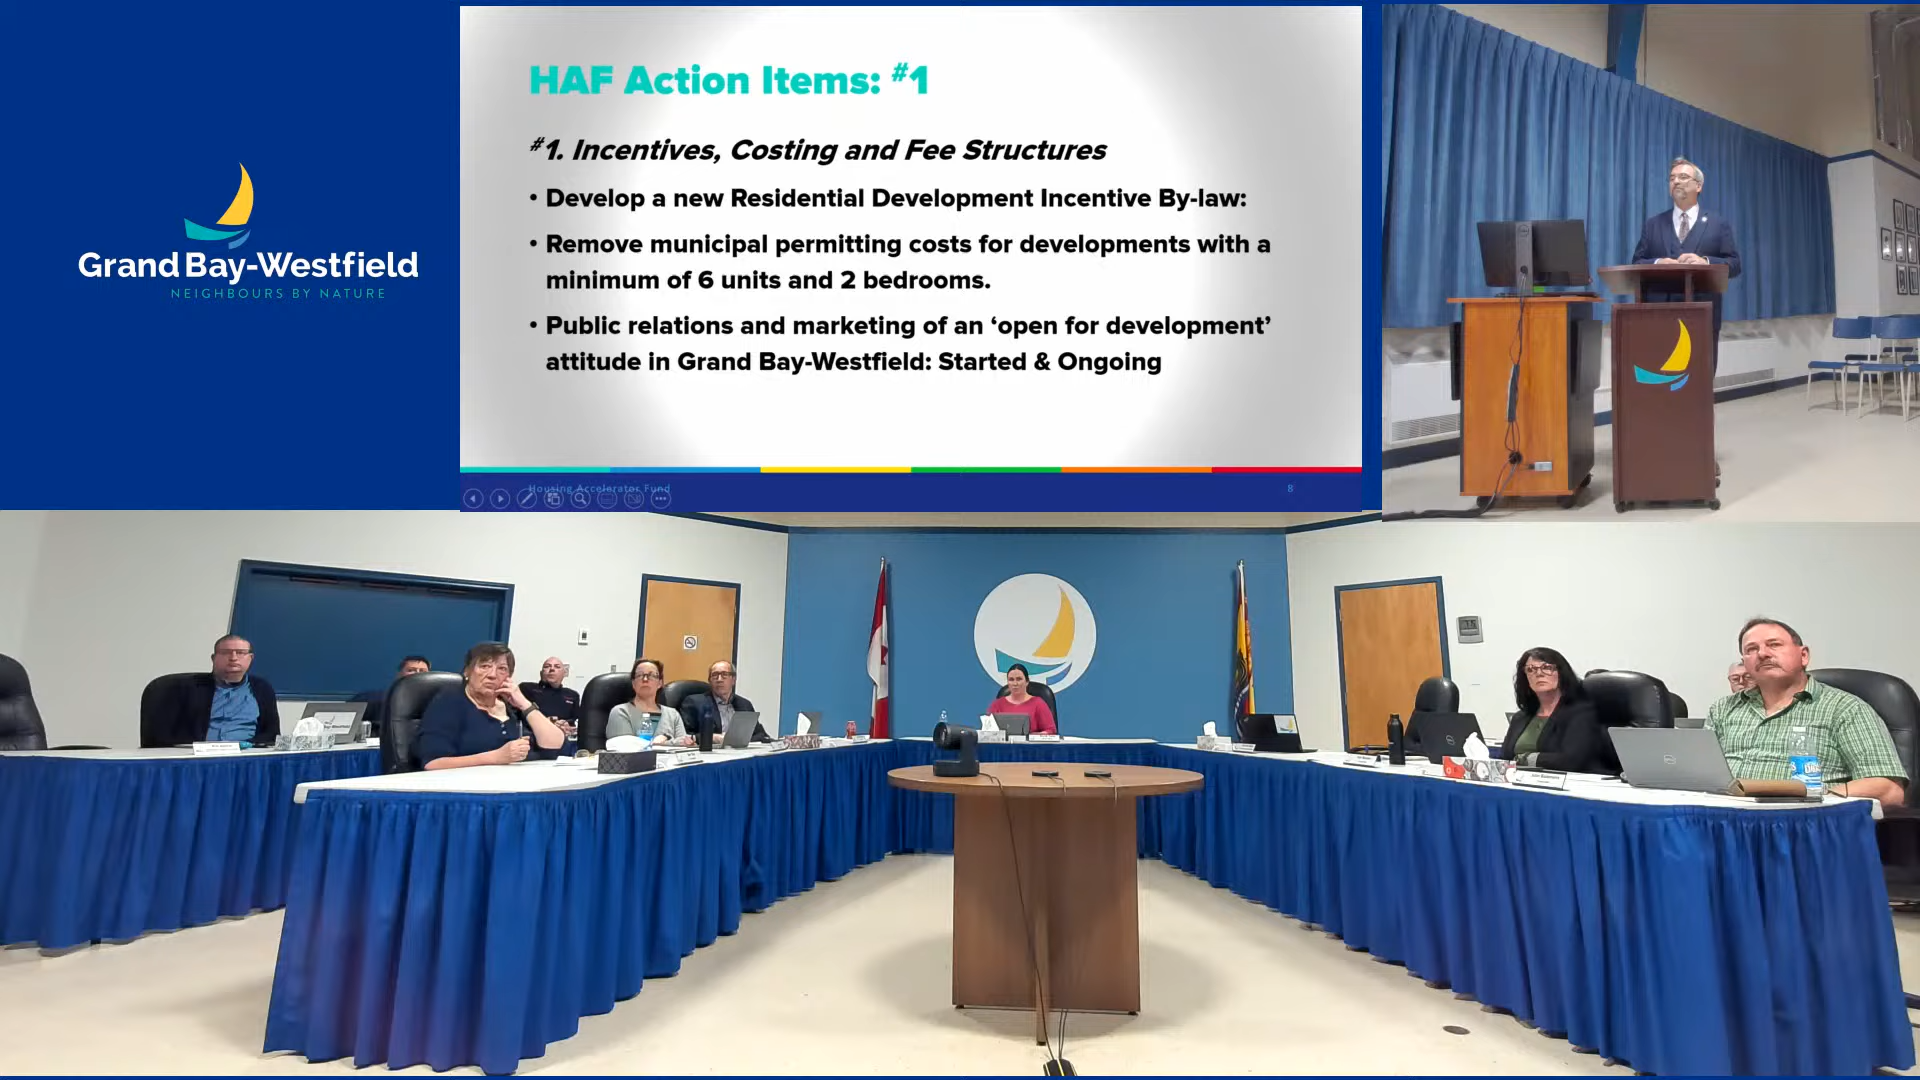 Grand Bay-Westfield
NEIGHBOURS BY NATURE
HAF Action Items: #1
#1. Incentives, Costing and Fee Structures
• Develop a new Residential Development Incentive By-law:
• Remove municipal permitting costs for developments with a
minimum of 6 units and 2 bedrooms.
• Public relations and marketing of an ‘open for development’
attitude in Grand Bay-Westfield: Started & Ongoing
Housing Accelerator Fund
8